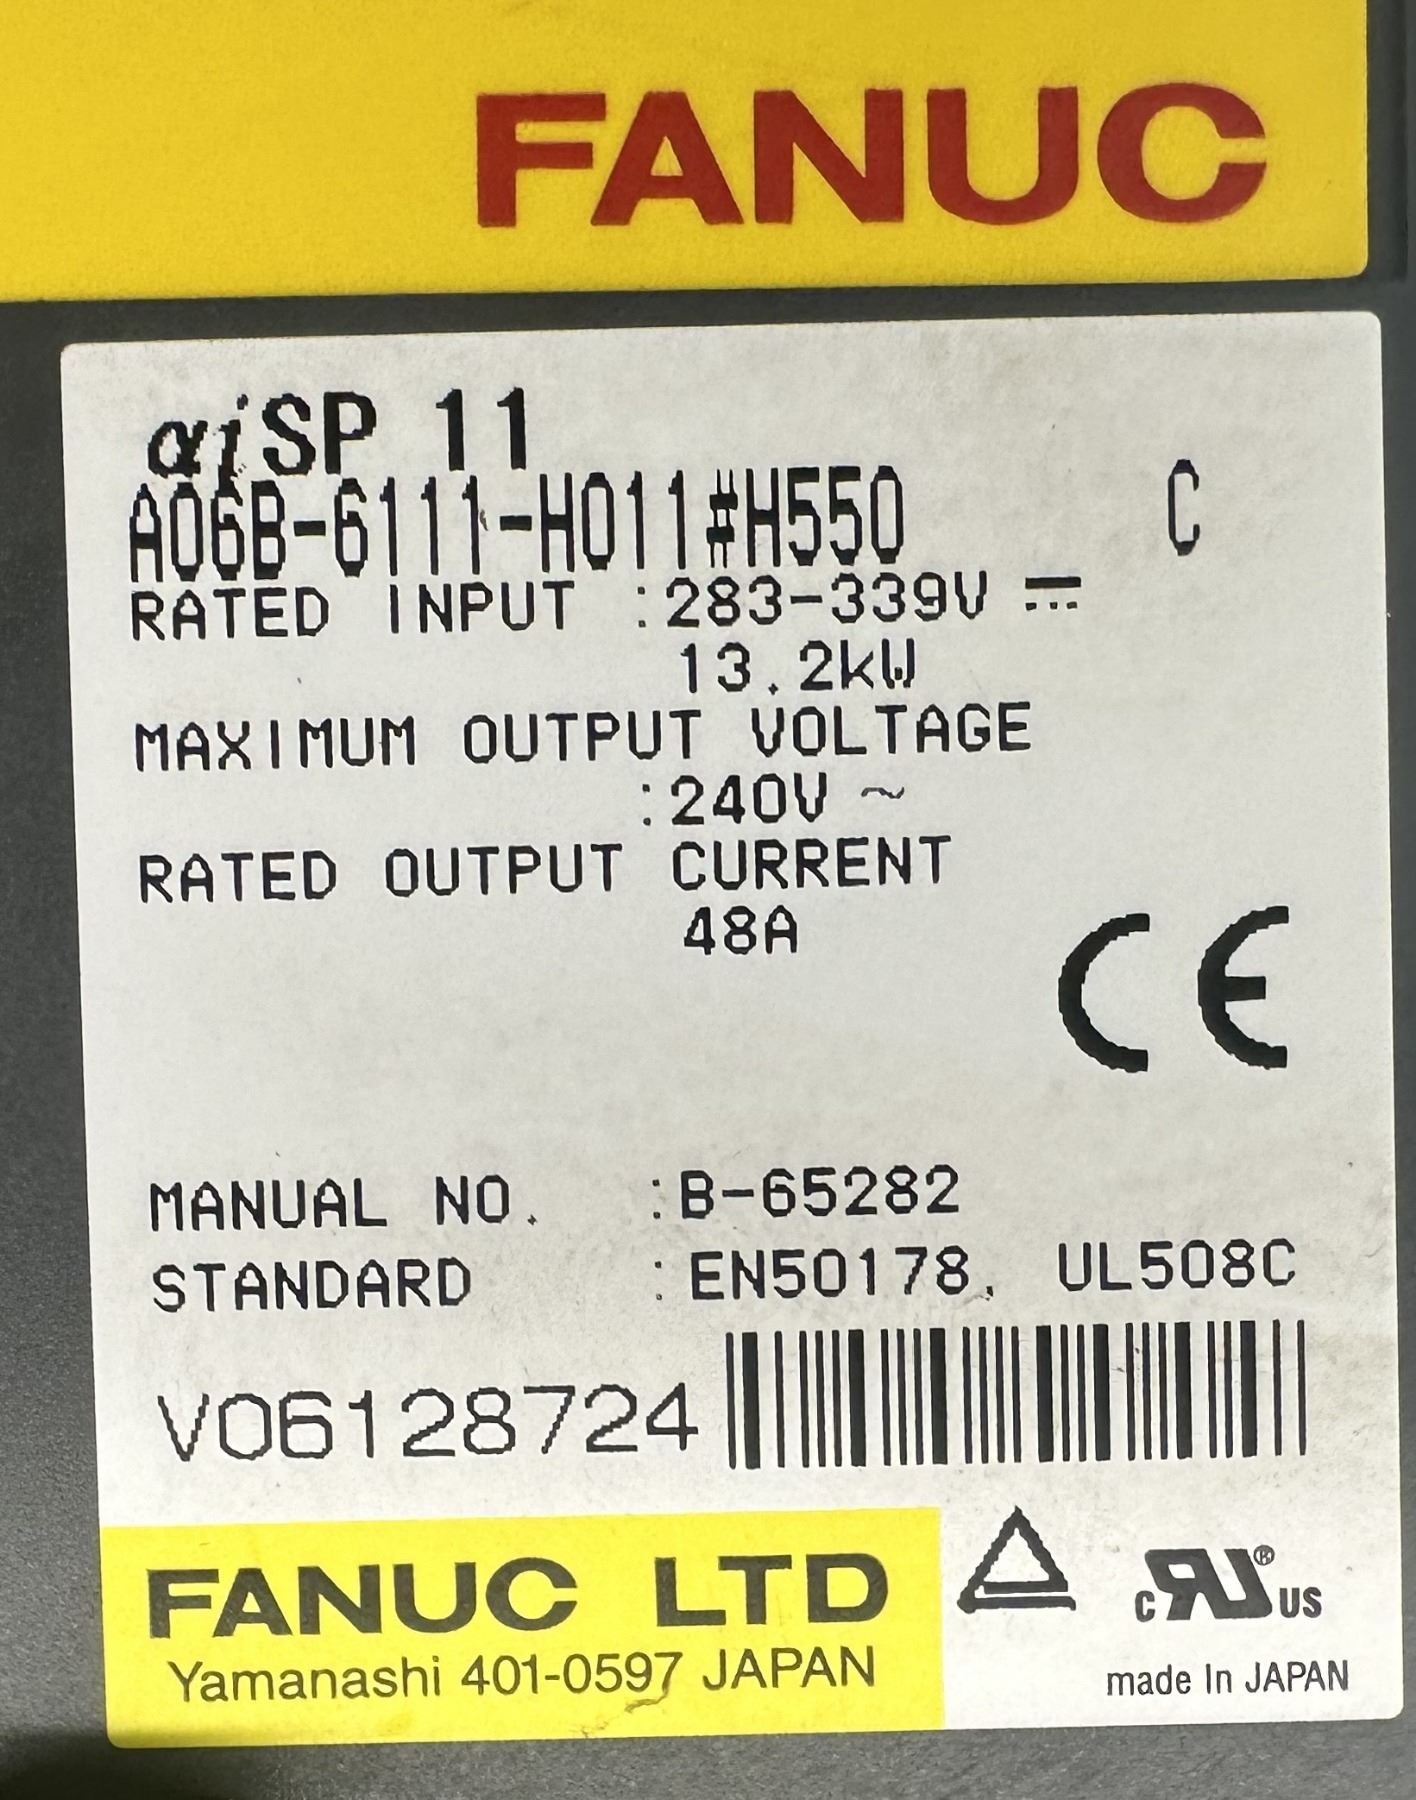 FANUC
αiSP 11
A06B-6111-H011#H550 C
RATED INPUT :283-339V ⎓
13.2kW
MAXIMUM OUTPUT VOLTAGE
:240V ~
RATED OUTPUT CURRENT
48A
CE
MANUAL NO. :B-65282
STANDARD :EN50178, UL508C
V06128724
FANUC LTD
Yamanashi 401-0597 JAPAN
c RU ® US
made In JAPAN